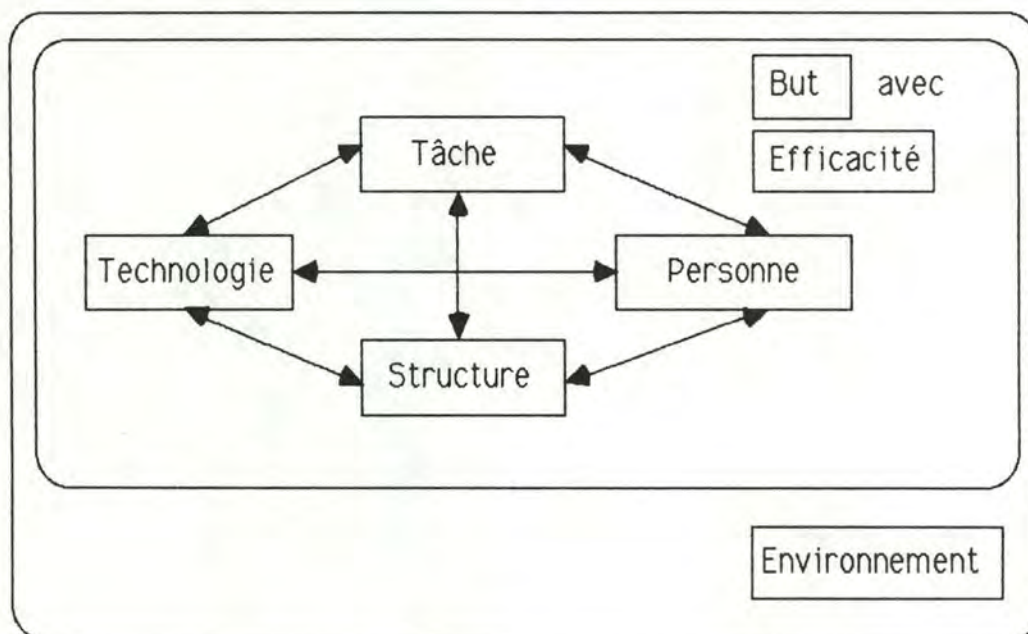 But avec
Tâche
Efficacité
Technologie
Personne
Structure
Environnement